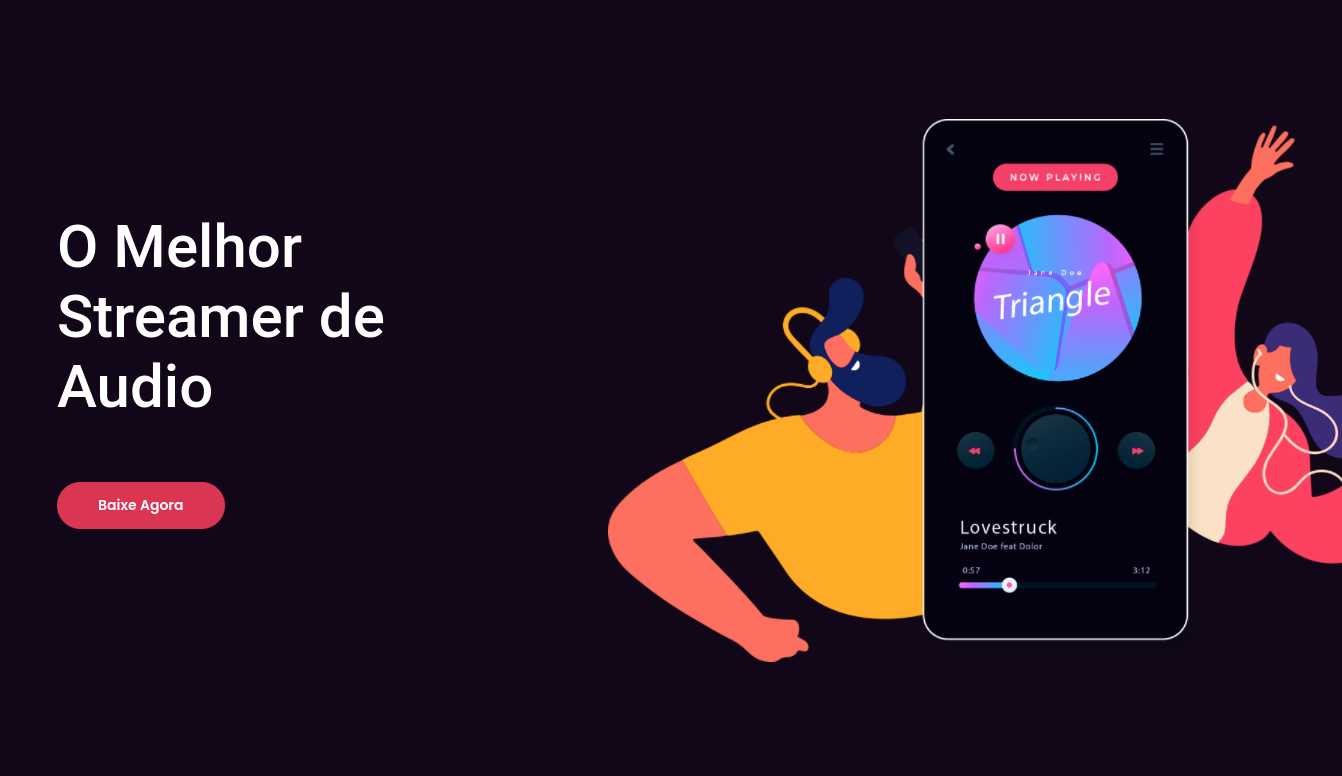 O Melhor
Streamer de
Audio
Baixe Agora
NOW PLAYING
Jane Doe
Triangle
Lovestruck
Jane Doe feat Dolor
0:57 3:12